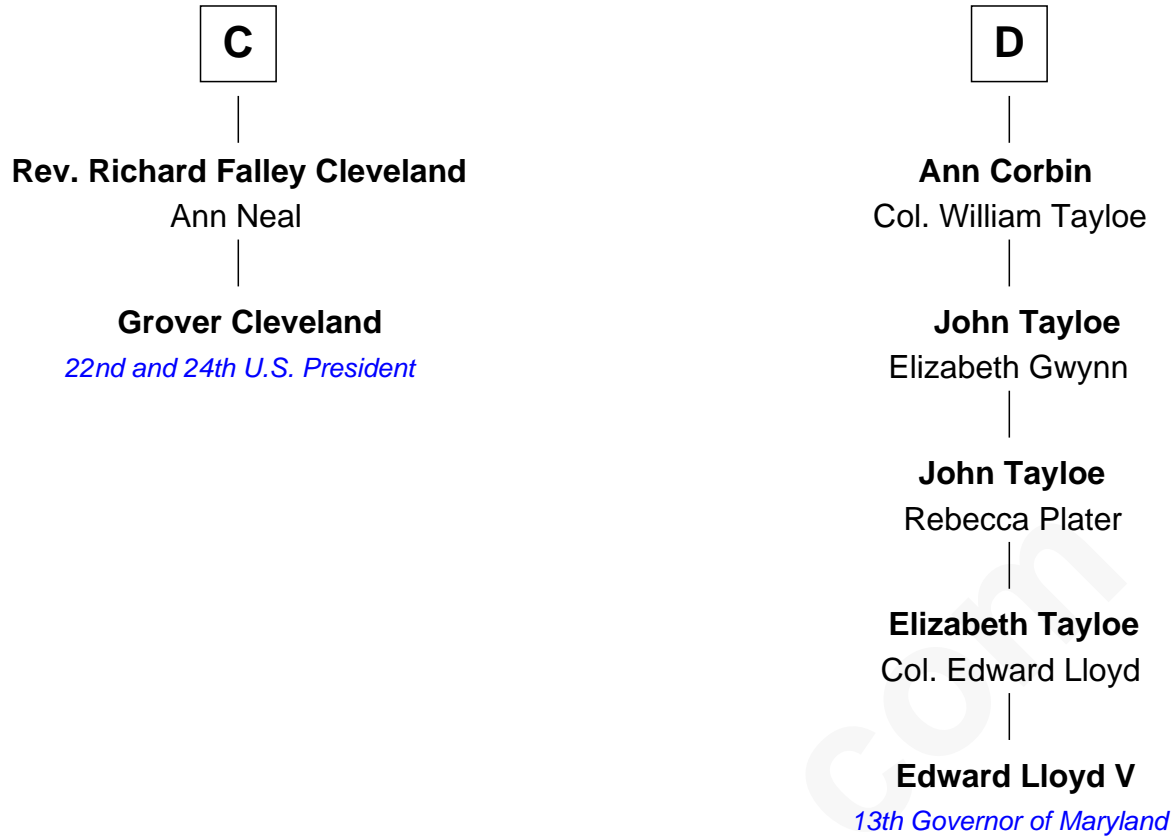 C
Rev. Richard Falley Cleveland
Ann Neal
Grover Cleveland
22nd and 24th U.S. President
D
Ann Corbin
Col. William Tayloe
John Tayloe
Elizabeth Gwynn
John Tayloe
Rebecca Plater
Elizabeth Tayloe
Col. Edward Lloyd
Edward Lloyd V
13th Governor of Maryland
com